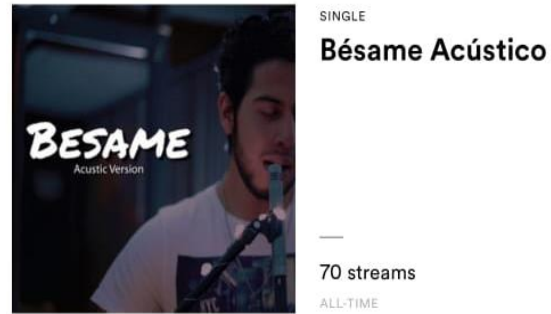 BESAME
Acustic Version
SINGLE
Bésame Acústico
70 streams
ALL-TIME